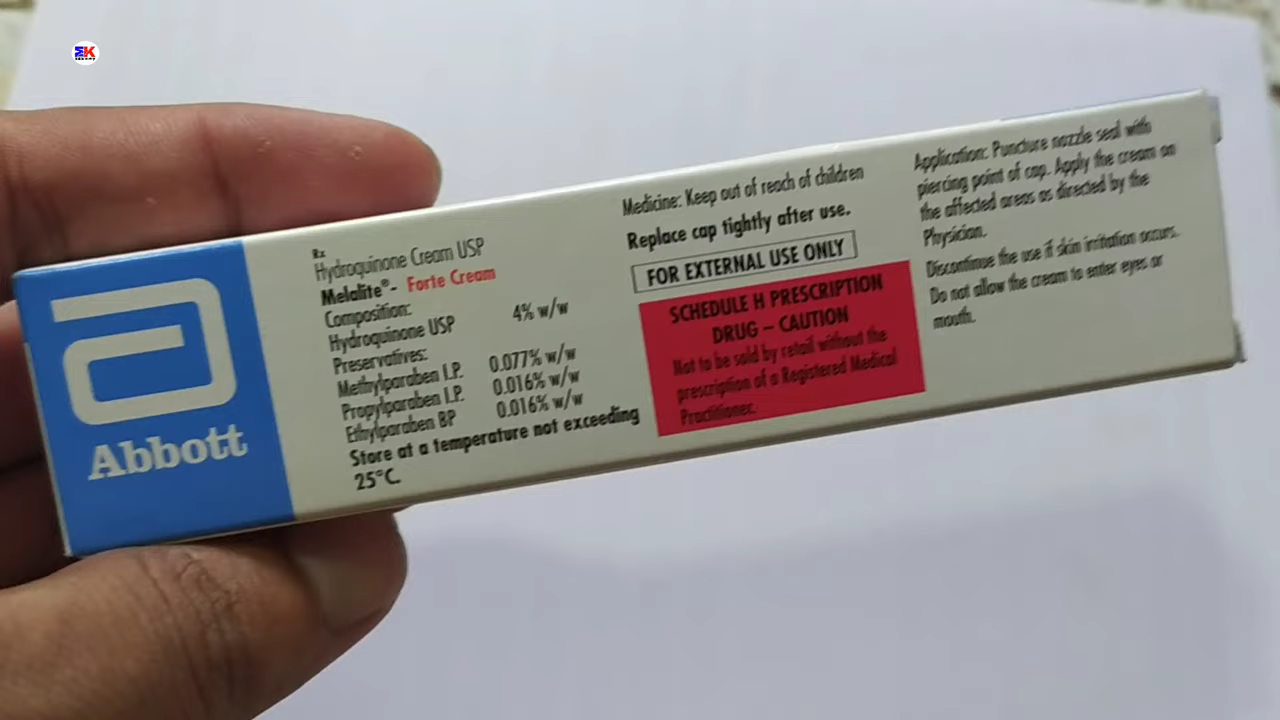 Abbott
Rx
Hydroquinone Cream USP
Melalite®- Forte Cream
Composition:
Hydroquinone USP 4% w/w
Preservatives:
Methylparaben I.P. 0.077% w/w
Propylparaben I.P. 0.016% w/w
Ethylparaben BP 0.016% w/w
Store at a temperature not exceeding
25°C.
Medicine: Keep out of reach of children
Replace cap tightly after use.
FOR EXTERNAL USE ONLY
SCHEDULE H PRESCRIPTION
DRUG – CAUTION
Not to be sold by retail without the
prescription of a Registered Medical
Practitioner.
Application: Puncture nozzle seal with
piercing point of cap. Apply the cream on
the affected areas as directed by the
Physician.
Discontinue the use if skin irritation occurs.
Do not allow the cream to enter eyes or
mouth.